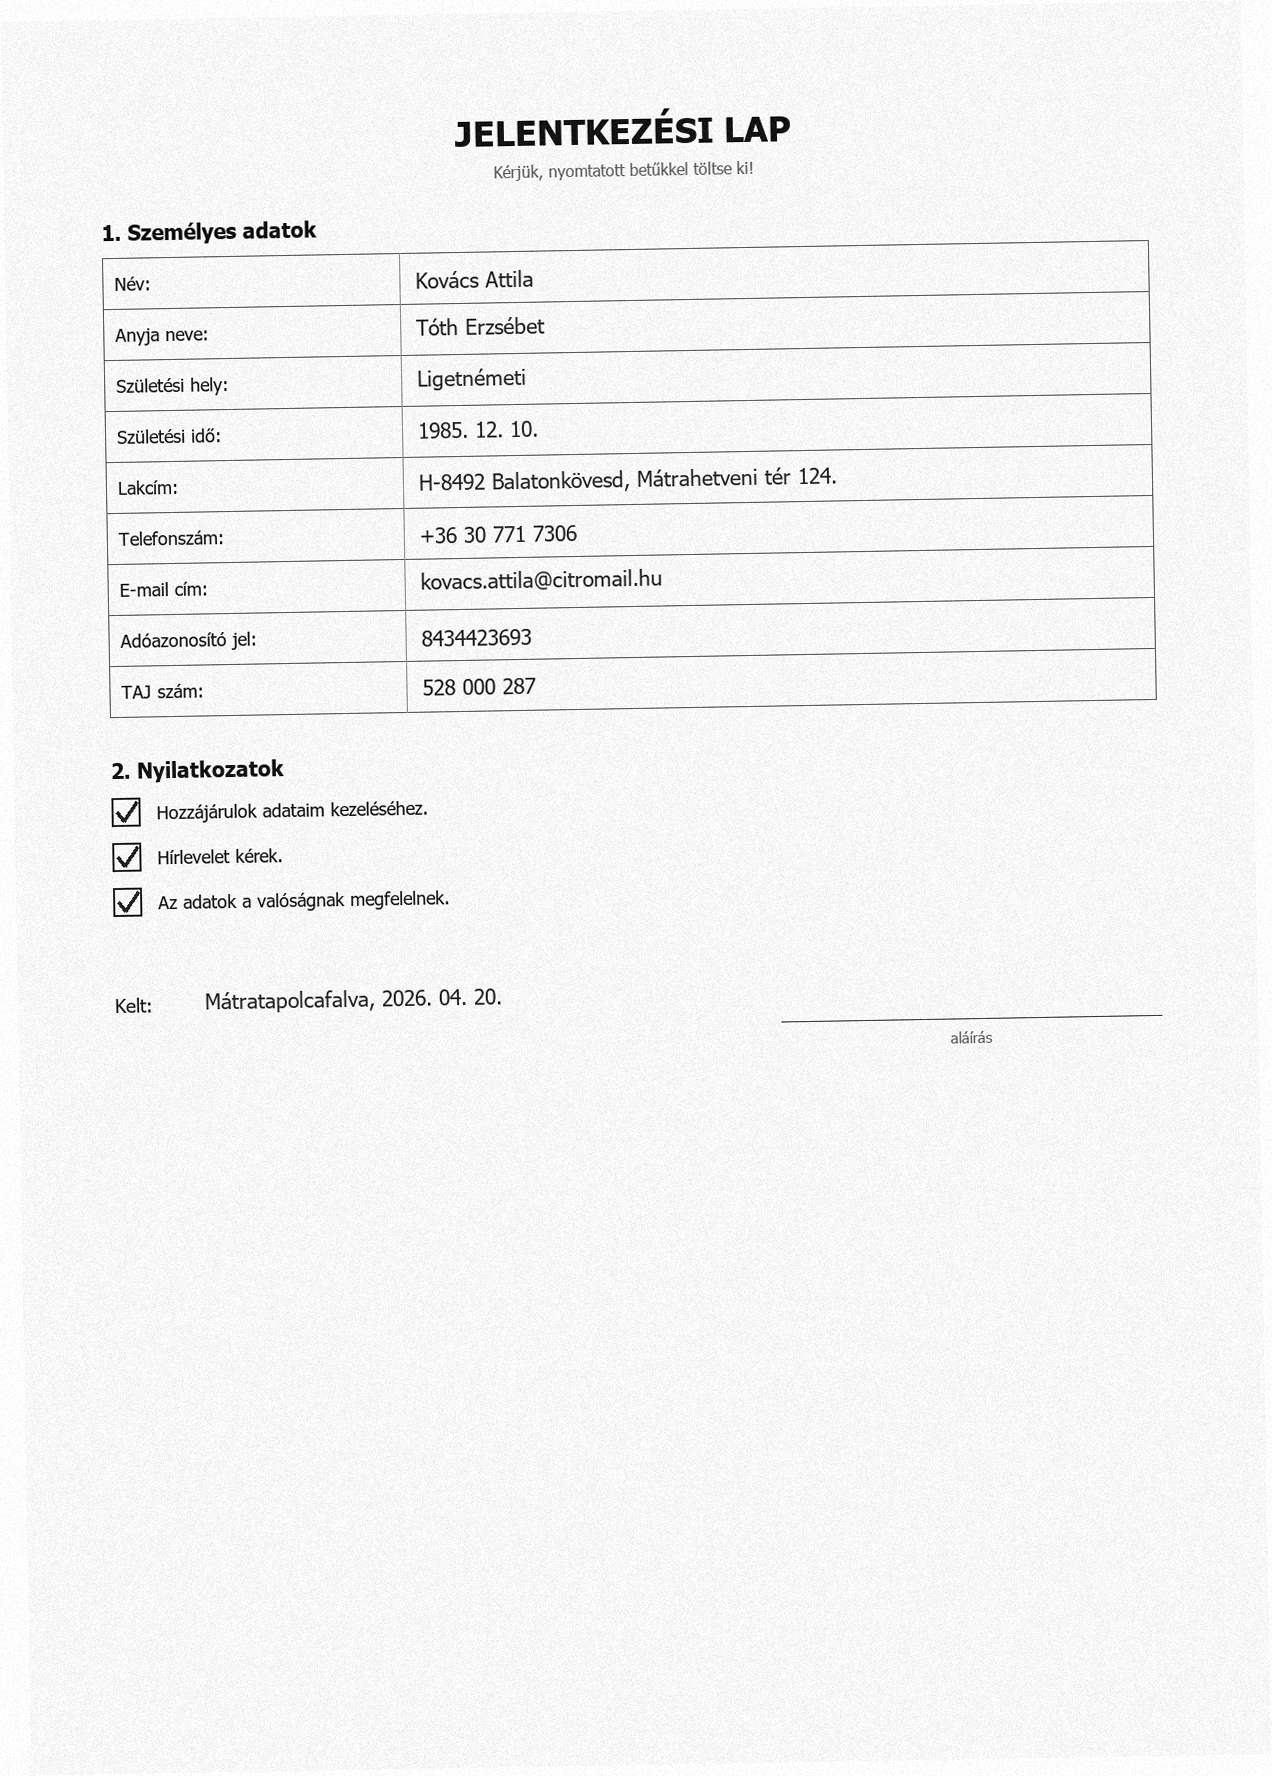 JELENTKEZÉSI LAP
Kérjük, nyomtatott betűkkel töltse ki!
1. Személyes adatok
Név: Kovács Attila
Anyja neve: Tóth Erzsébet
Születési hely: Ligetnémeti
Születési idő: 1985. 12. 10.
Lakcím: H-8492 Balatonkövesd, Mátrahetveni tér 124.
Telefonszám: +36 30 771 7306
E-mail cím: kovacs.attila@citromail.hu
Adóazonosító jel: 8434423693
TAJ szám: 528 000 287
2. Nyilatkozatok
Hozzájárulok adataim kezeléséhez.
Hírlevelet kérek.
Az adatok a valóságnak megfelelnek.
Kelt: Mátratapolcafalva, 2026. 04. 20.
aláírás